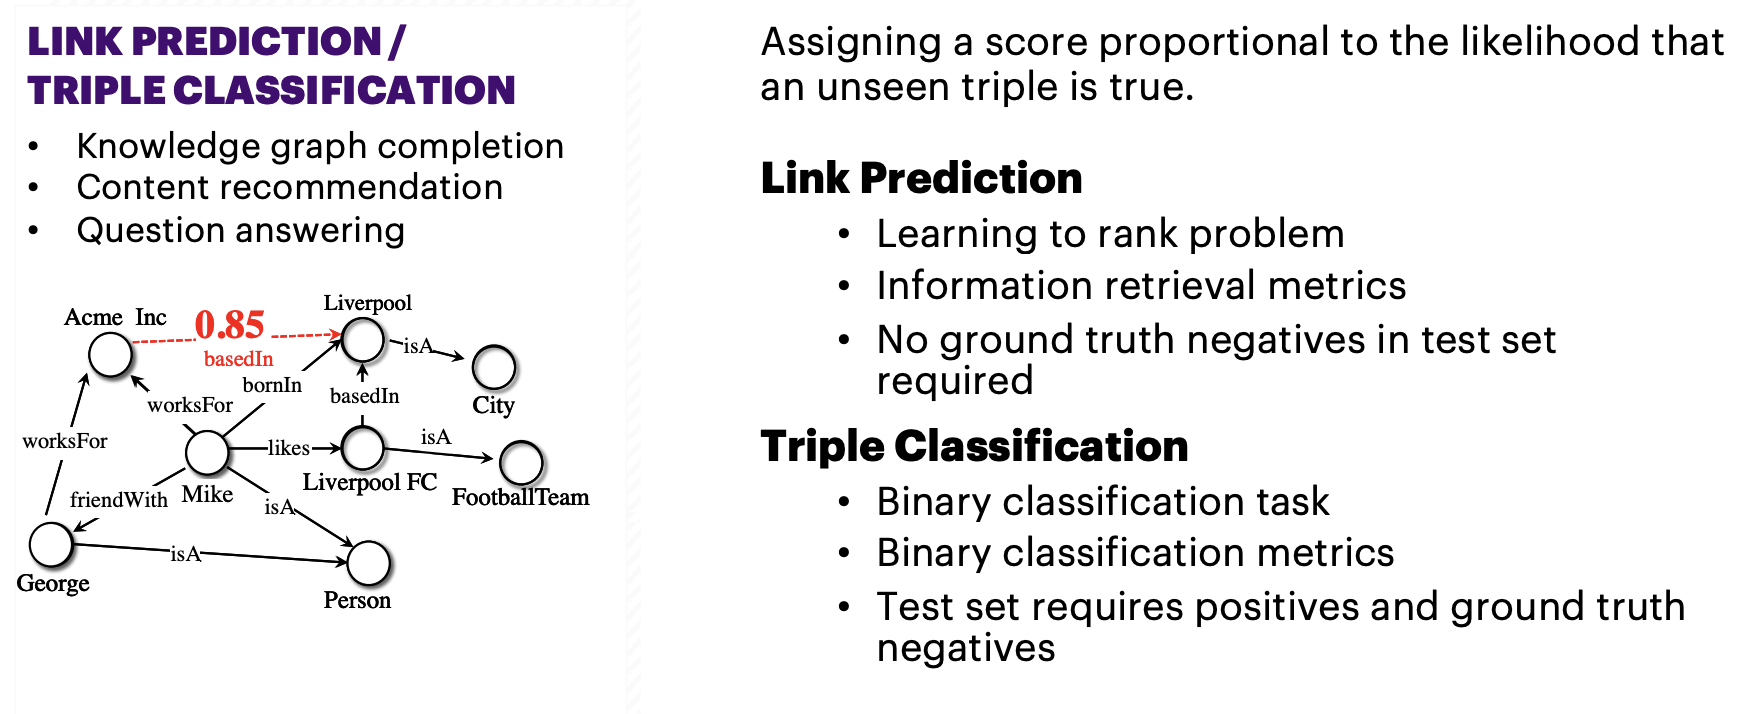 LINK PREDICTION /
TRIPLE CLASSIFICATION
• Knowledge graph completion
• Content recommendation
• Question answering
Liverpool
Acme Inc
0.85
basedIn
isA
bornIn
basedIn
City
worksFor
worksFor
likes
isA
Liverpool FC
FootballTeam
friendWith
Mike
isA
isA
George
Person
Assigning a score proportional to the likelihood that
an unseen triple is true.
Link Prediction
• Learning to rank problem
• Information retrieval metrics
• No ground truth negatives in test set
required
Triple Classification
• Binary classification task
• Binary classification metrics
• Test set requires positives and ground truth
negatives